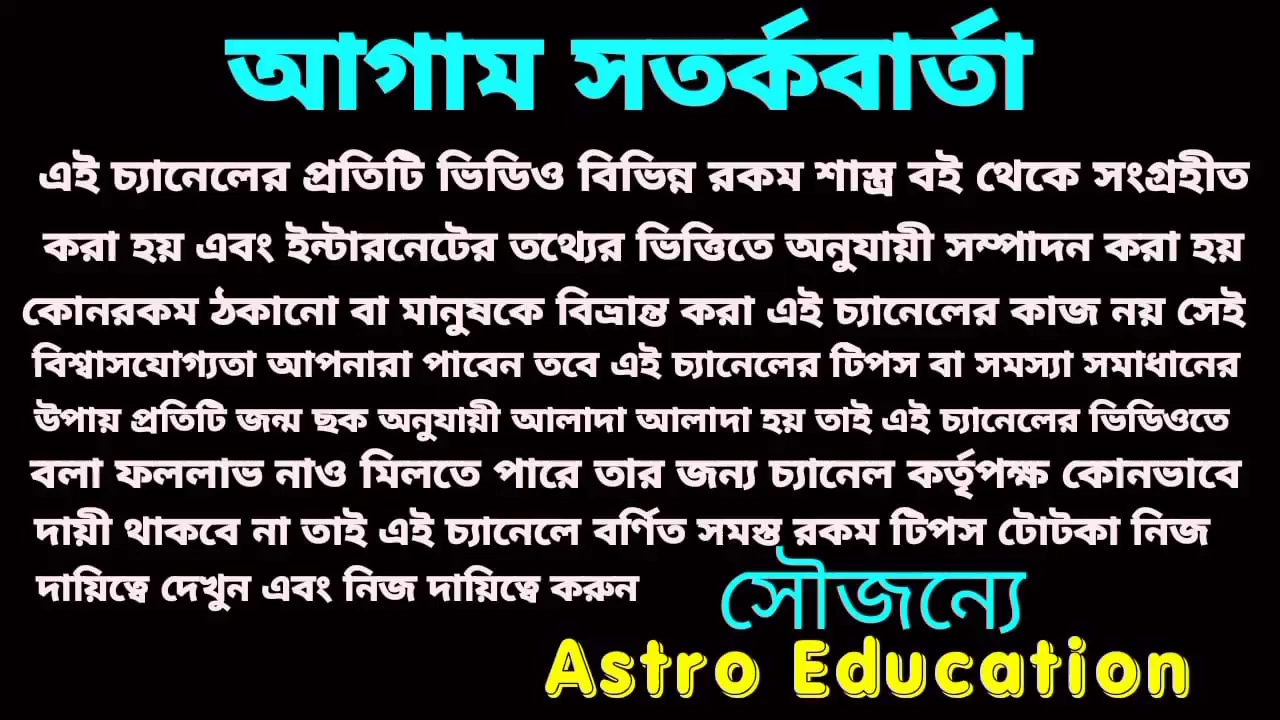 আগাম সতর্কবার্তা
এই চ্যানেলের প্রতিটি ভিডিও বিভিন্ন রকম শাস্ত্র বই থেকে সংগ্রহীত
করা হয় এবং ইন্টারনেটের তথ্যের ভিত্তিতে অনুযায়ী সম্পাদন করা হয়
কোনরকম ঠকানো বা মানুষকে বিভ্রান্ত করা এই চ্যানেলের কাজ নয় সেই
বিশ্বাসযোগ্যতা আপনারা পাবেন তবে এই চ্যানেলের টিপস বা সমস্যা সমাধানের
উপায় প্রতিটি জন্ম ছক অনুযায়ী আলাদা আলাদা হয় তাই এই চ্যানেলের ভিডিওতে
বলা ফললাভ নাও মিলতে পারে তার জন্য চ্যানেল কর্তৃপক্ষ কোনভাবে
দায়ী থাকবে না তাই এই চ্যানেলে বর্ণিত সমস্ত রকম টিপস টোটকা নিজ
দায়িত্বে দেখুন এবং নিজ দায়িত্বে করুন
সৌজন্যে
Astro Education